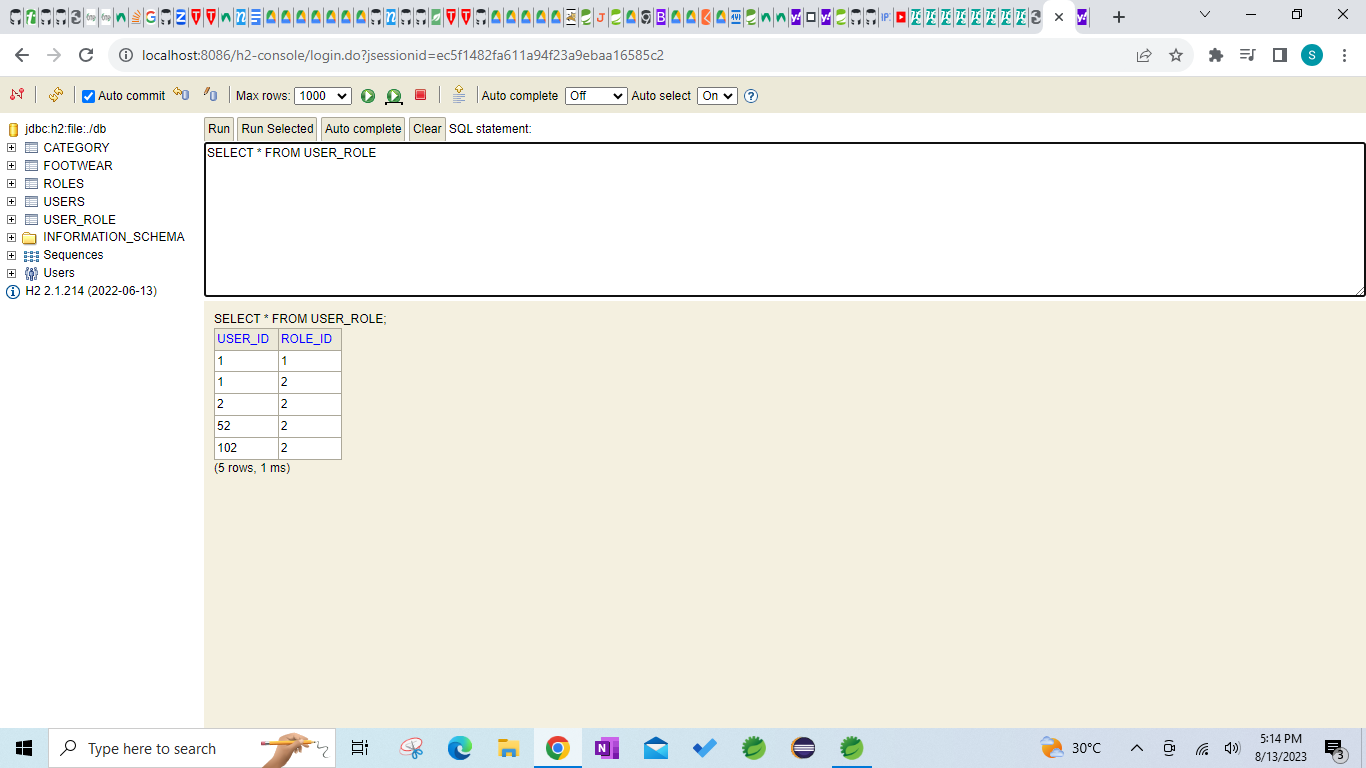 localhost:8086/h2-console/login.do?jsessionid=ec5f1482fa611a94f23a9ebaa16585c2
S
Auto commit Max rows: 1000 Auto complete Off Auto select On
jdbc:h2:file:./db
CATEGORY
FOOTWEAR
ROLES
USERS
USER_ROLE
INFORMATION_SCHEMA
Sequences
Users
H2 2.1.214 (2022-06-13)
Run Run Selected Auto complete Clear SQL statement:
SELECT * FROM USER_ROLE
SELECT * FROM USER_ROLE;
USER_ID ROLE_ID
1 1
1 2
2 2
52 2
102 2
(5 rows, 1 ms)
Type here to search
30°C
5:14 PM
8/13/2023
3